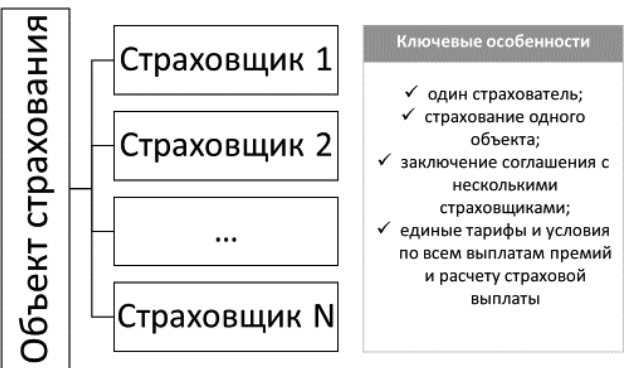 Объект страхования
Страховщик 1
Страховщик 2
...
Страховщик N
Ключевые особенности
✓ один страхователь;
✓ страхование одного
объекта;
✓ заключение соглашения с
несколькими
страховщиками;
✓ единые тарифы и условия
по всем выплатам премий
и расчету страховой
выплаты